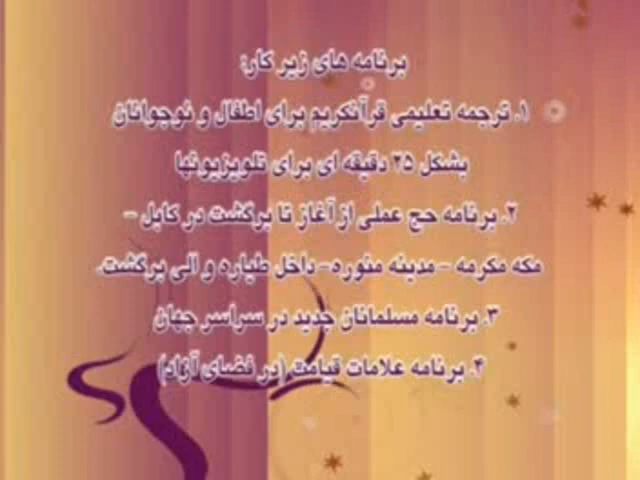 برنامه های زیر کار:
۱. ترجمه تعلیمی قرآنکریم برای اطفال و نوجوانان
بشکل ۲۵ دقیقه ای برای تلویزیونها
۲. برنامه حج عملی از آغاز تا برگشت در کابل -
مکه مکرمه - مدینه منوره- داخل طیاره و الی برگشت.
۳. برنامه مسلمانان جدید در سراسر جهان
۴. برنامه علامات قیامت (در فضای آزاد)